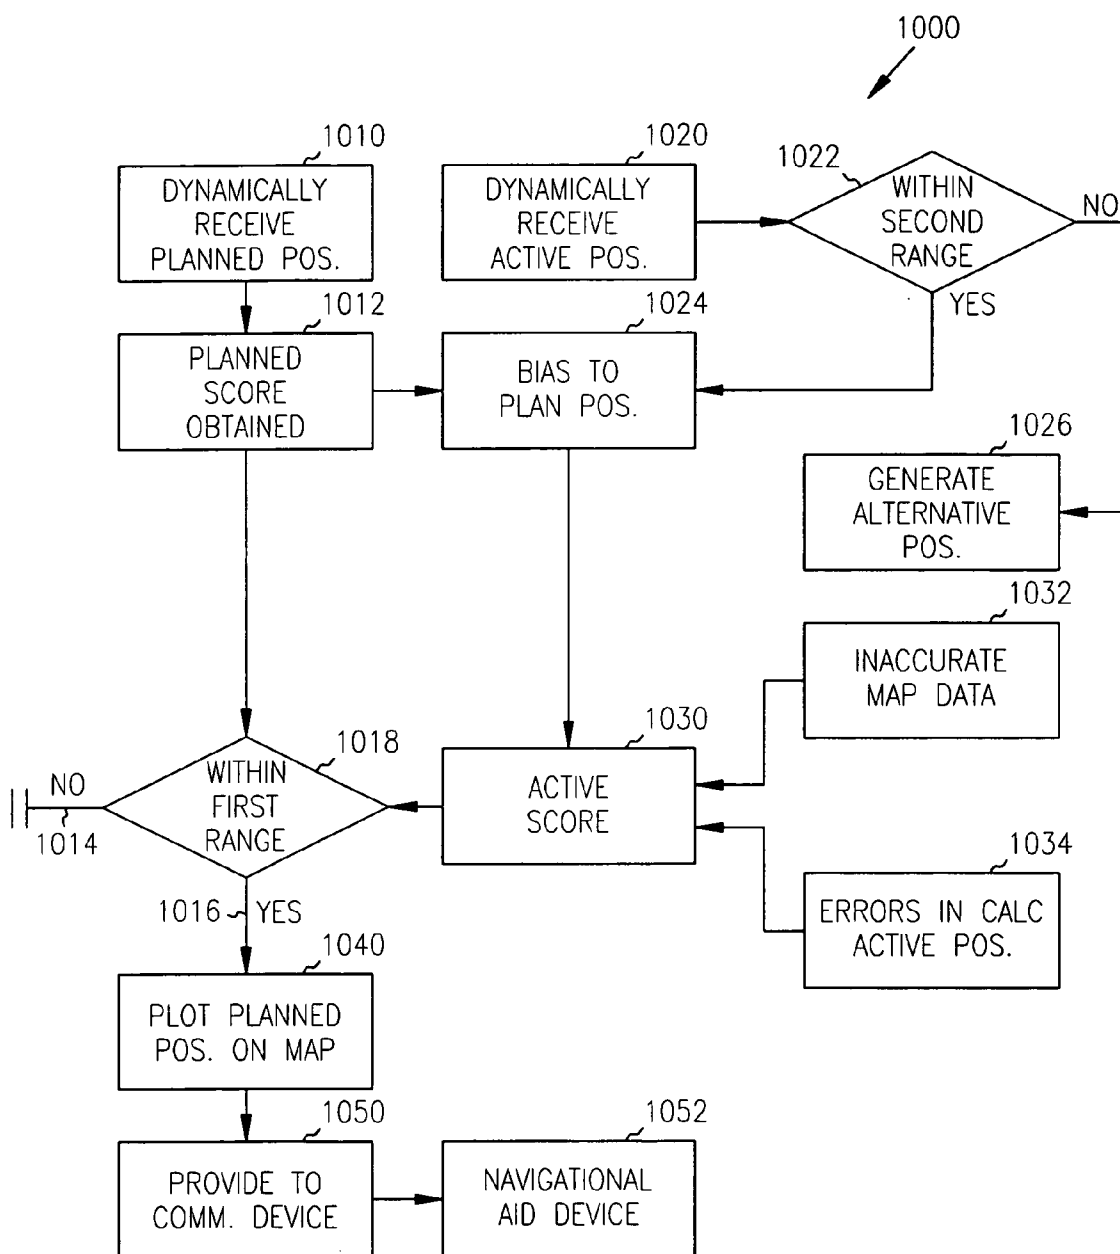 1000
1010
DYNAMICALLY
RECEIVE
PLANNED POS.
1020
DYNAMICALLY
RECEIVE
ACTIVE POS.
1022
WITHIN
SECOND
RANGE
NO
YES
1012
PLANNED
SCORE
OBTAINED
1024
BIAS TO
PLAN POS.
1026
GENERATE
ALTERNATIVE
POS.
1032
INACCURATE
MAP DATA
1018
WITHIN
FIRST
RANGE
NO
1014
1030
ACTIVE
SCORE
1034
ERRORS IN CALC
ACTIVE POS.
1016
YES
1040
PLOT PLANNED
POS. ON MAP
1050
PROVIDE TO
COMM. DEVICE
1052
NAVIGATIONAL
AID DEVICE